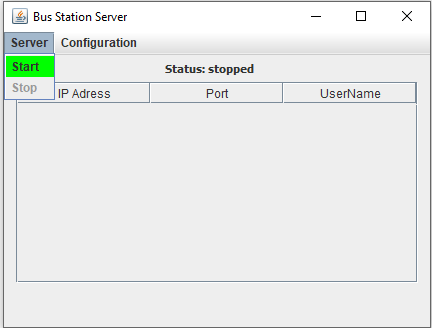 Bus Station Server
Server Configuration
Start
Status: stopped
Stop
IP Adress Port UserName